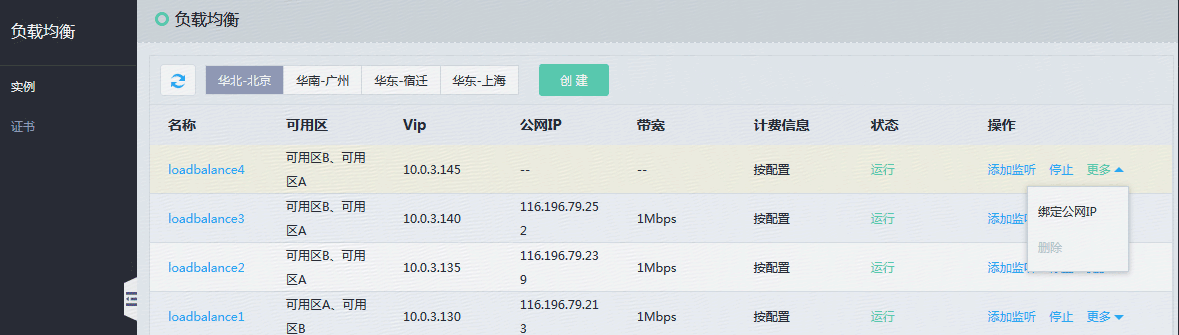 负载均衡
实例
证书
负载均衡
华北-北京 华南-广州 华东-宿迁 华东-上海 创 建
名称 可用区 Vip 公网IP 带宽 计费信息 状态 操作
loadbalance4 可用区B、可用 10.0.3.145 -- -- 按配置 运行 添加监听 停止 更多
区A
绑定公网IP
删除
loadbalance3 可用区B、可用 10.0.3.140 116.196.79.25 1Mbps 按配置 运行 添加监
区A 2
loadbalance2 可用区B、可用 10.0.3.135 116.196.79.23 1Mbps 按配置 运行 添加监
区A 9
loadbalance1 可用区A、可用 10.0.3.130 116.196.79.21 1Mbps 按配置 运行 添加监听 停止 更多
区B 3